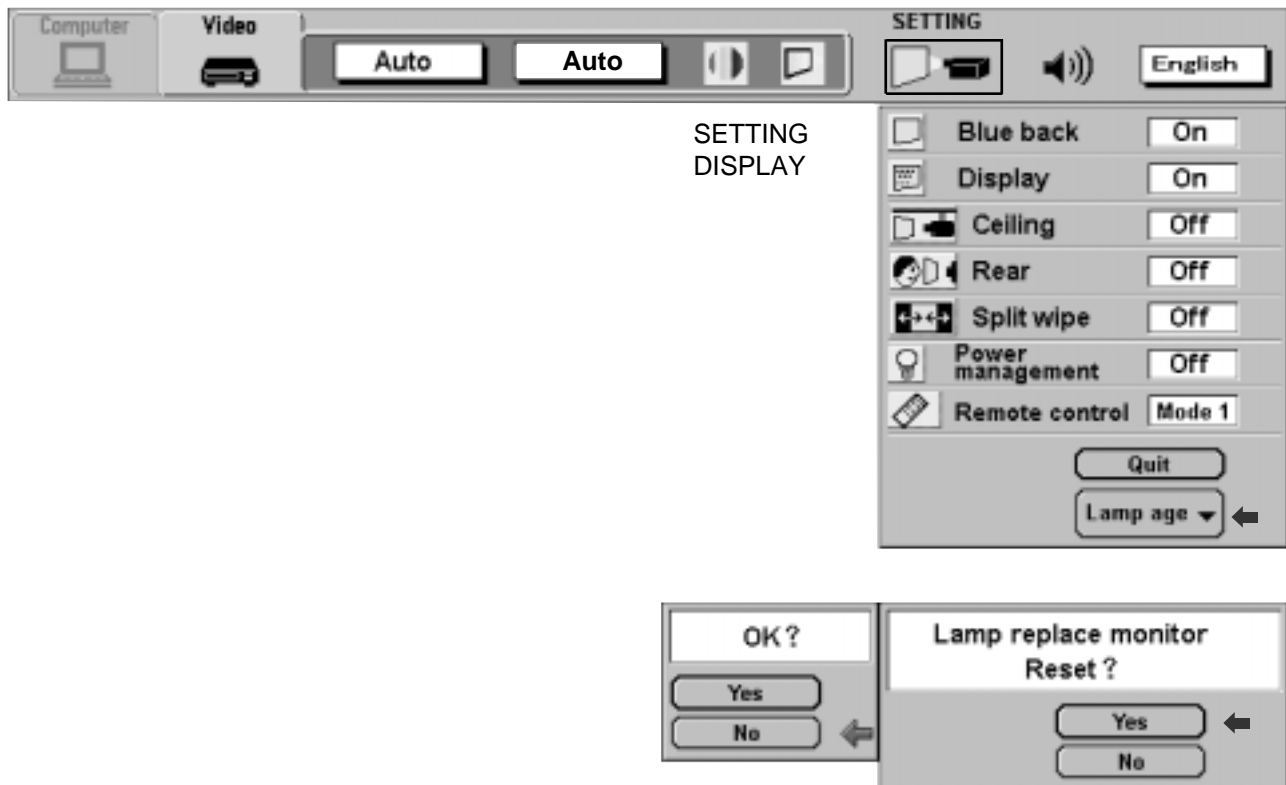 Computer
Video
Auto
Auto
SETTING
English
SETTING
DISPLAY
Blue back On
Display On
Ceiling Off
Rear Off
Split wipe Off
Power
management Off
Remote control Mode 1
Quit
Lamp age
OK?
Yes
No
Lamp replace monitor
Reset ?
Yes
No